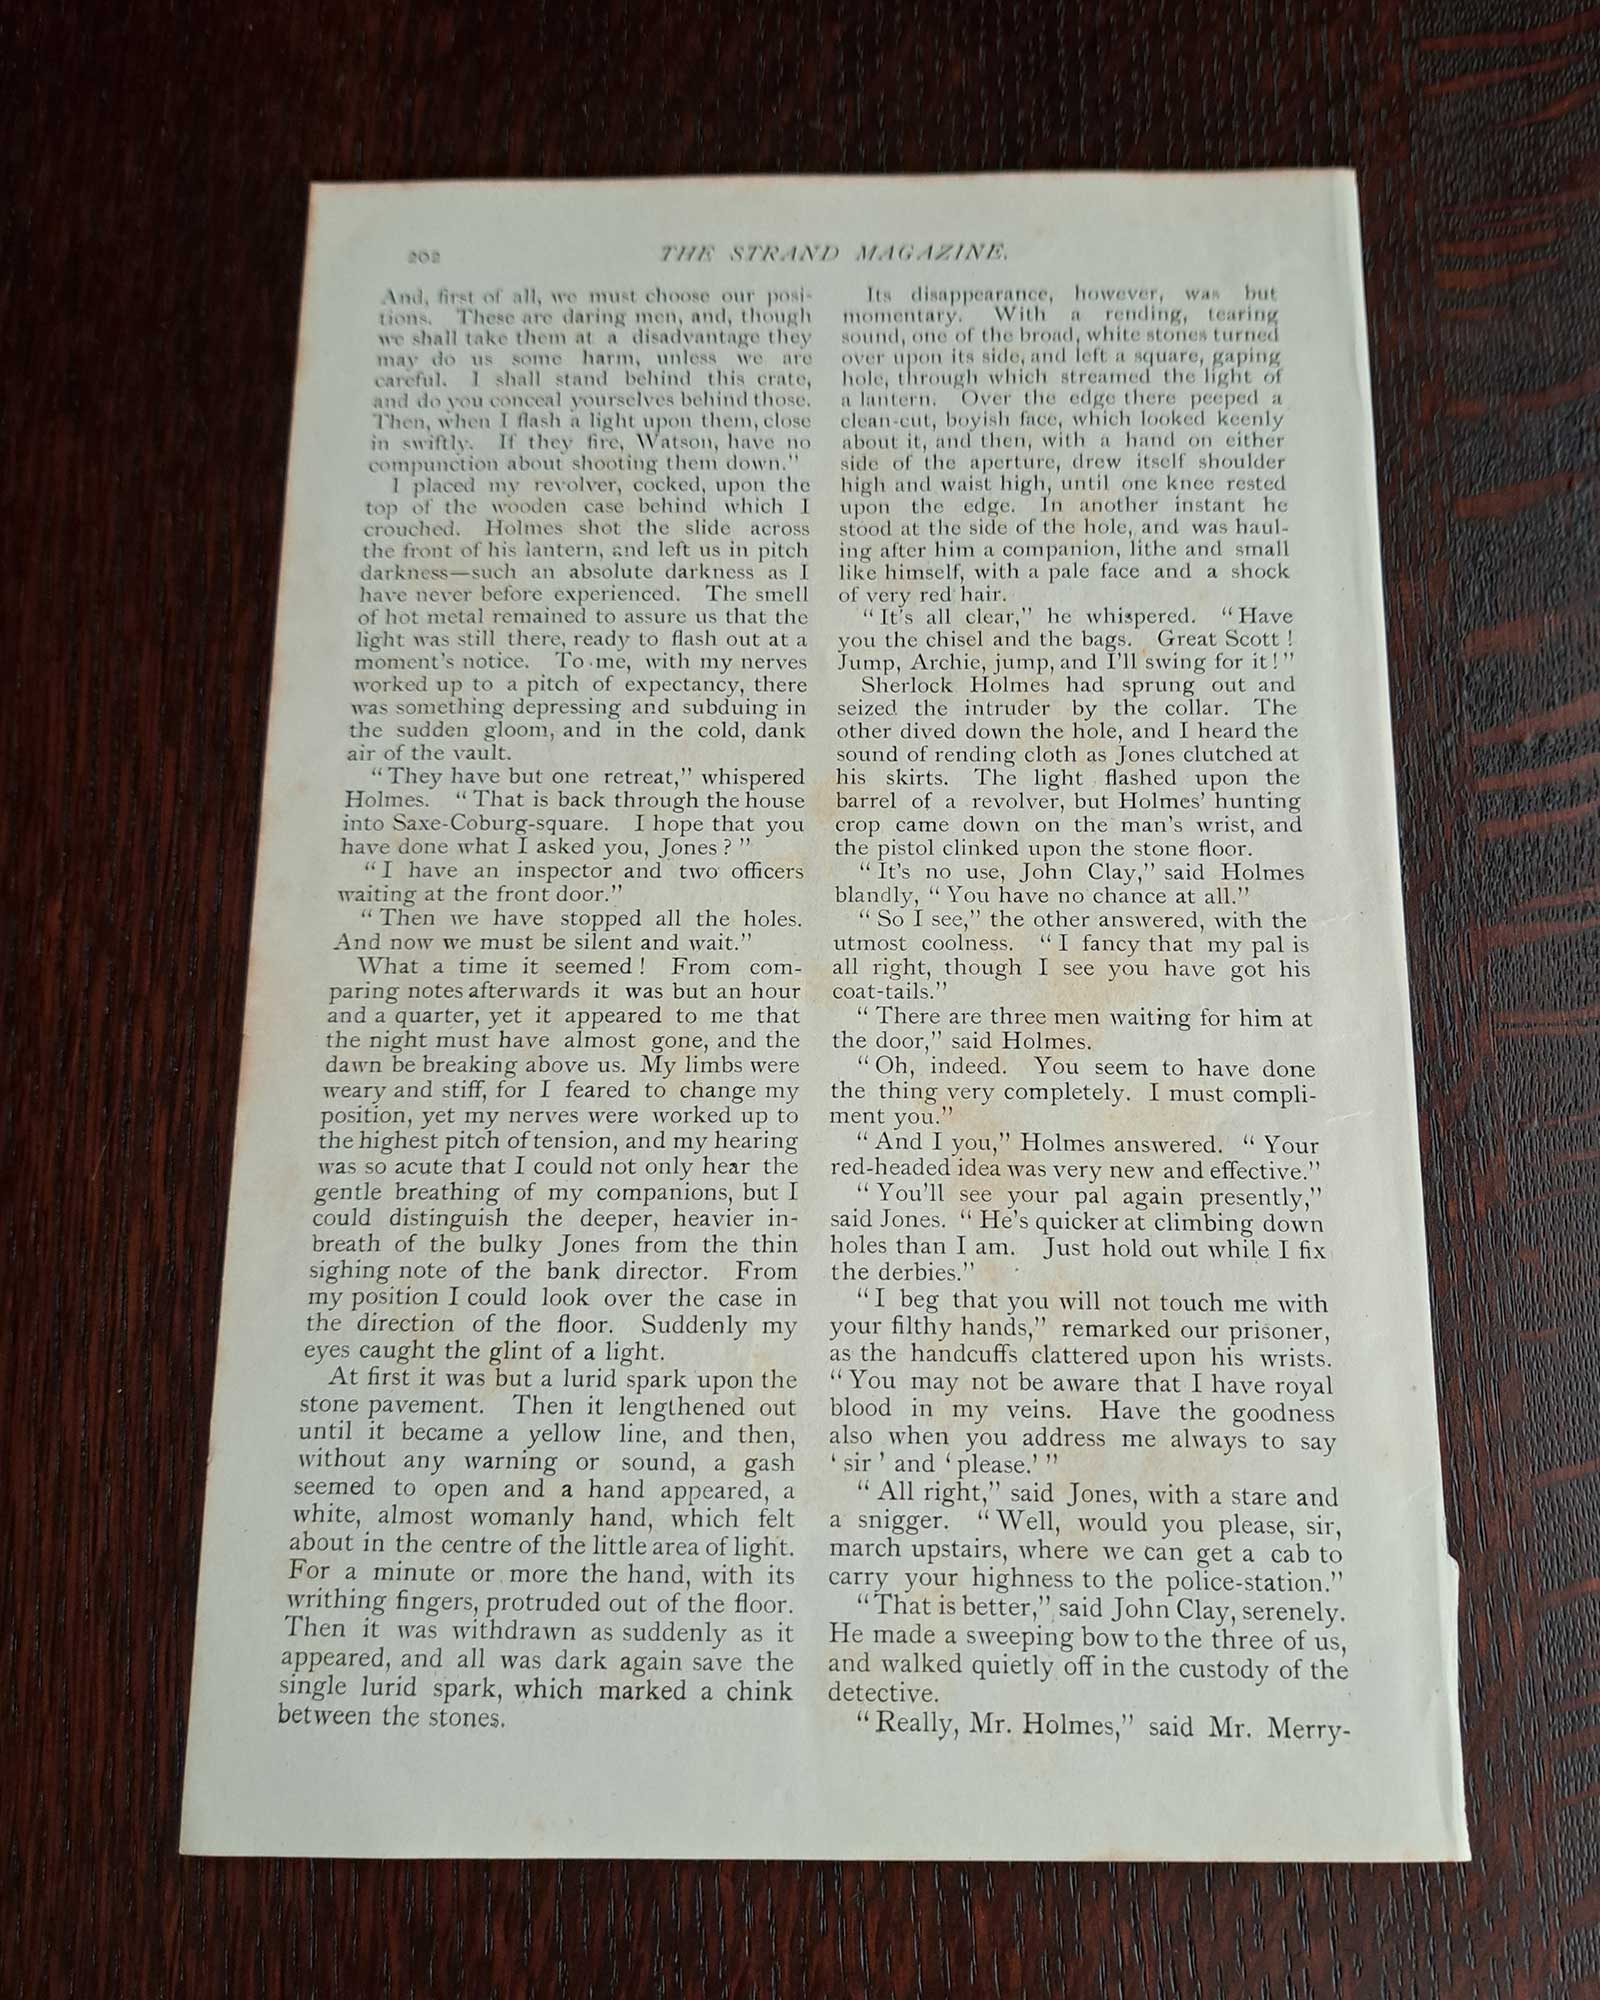 202
THE STRAND MAGAZINE.
And, first of all, we must choose our posi-
tions. These are daring men, and, though
we shall take them at a disadvantage they
may do us some harm, unless we are
careful. I shall stand behind this crate,
and do you conceal yourselves behind those.
Then, when I flash a light upon them, close
in swiftly. If they fire, Watson, have no
compunction about shooting them down."
I placed my revolver, cocked, upon the
top of the wooden case behind which I
crouched. Holmes shot the slide across
the front of his lantern, and left us in pitch
darkness—such an absolute darkness as I
have never before experienced. The smell
of hot metal remained to assure us that the
light was still there, ready to flash out at a
moment's notice. To me, with my nerves
worked up to a pitch of expectancy, there
was something depressing and subduing in
the sudden gloom, and in the cold, dank
air of the vault.
"They have but one retreat," whispered
Holmes. "That is back through the house
into Saxe-Coburg-square. I hope that you
have done what I asked you, Jones?"
"I have an inspector and two officers
waiting at the front door."
"Then we have stopped all the holes.
And now we must be silent and wait."
What a time it seemed! From com-
paring notes afterwards it was but an hour
and a quarter, yet it appeared to me that
the night must have almost gone, and the
dawn be breaking above us. My limbs were
weary and stiff, for I feared to change my
position, yet my nerves were worked up to
the highest pitch of tension, and my hearing
was so acute that I could not only hear the
gentle breathing of my companions, but I
could distinguish the deeper, heavier in-
breath of the bulky Jones from the thin
sighing note of the bank director. From
my position I could look over the case in
the direction of the floor. Suddenly my
eyes caught the glint of a light.
At first it was but a lurid spark upon the
stone pavement. Then it lengthened out
until it became a yellow line, and then,
without any warning or sound, a gash
seemed to open and a hand appeared, a
white, almost womanly hand, which felt
about in the centre of the little area of light.
For a minute or more the hand, with its
writhing fingers, protruded out of the floor.
Then it was withdrawn as suddenly as it
appeared, and all was dark again save the
single lurid spark, which marked a chink
between the stones.
Its disappearance, however, was but
momentary. With a rending, tearing
sound, one of the broad, white stones turned
over upon its side, and left a square, gaping
hole, through which streamed the light of
a lantern. Over the edge there peeped a
clean-cut, boyish face, which looked keenly
about it, and then, with a hand on either
side of the aperture, drew itself shoulder
high and waist high, until one knee rested
upon the edge. In another instant he
stood at the side of the hole, and was haul-
ing after him a companion, lithe and small
like himself, with a pale face and a shock
of very red hair.
"It's all clear," he whispered. "Have
you the chisel and the bags. Great Scott!
Jump, Archie, jump, and I'll swing for it!"
Sherlock Holmes had sprung out and
seized the intruder by the collar. The
other dived down the hole, and I heard the
sound of rending cloth as Jones clutched at
his skirts. The light flashed upon the
barrel of a revolver, but Holmes' hunting
crop came down on the man's wrist, and
the pistol clinked upon the stone floor.
"It's no use, John Clay," said Holmes
blandly, "You have no chance at all."
"So I see," the other answered, with the
utmost coolness. "I fancy that my pal is
all right, though I see you have got his
coat-tails."
"There are three men waiting for him at
the door," said Holmes.
"Oh, indeed. You seem to have done
the thing very completely. I must compli-
ment you."
"And I you," Holmes answered. "Your
red-headed idea was very new and effective."
"You'll see your pal again presently,"
said Jones. "He's quicker at climbing down
holes than I am. Just hold out while I fix
the derbies."
"I beg that you will not touch me with
your filthy hands," remarked our prisoner,
as the handcuffs clattered upon his wrists.
"You may not be aware that I have royal
blood in my veins. Have the goodness
also when you address me always to say
'sir' and 'please.'"
"All right," said Jones, with a stare and
a snigger. "Well, would you please, sir,
march upstairs, where we can get a cab to
carry your highness to the police-station."
"That is better," said John Clay, serenely.
He made a sweeping bow to the three of us,
and walked quietly off in the custody of the
detective.
"Really, Mr. Holmes," said Mr. Merry-